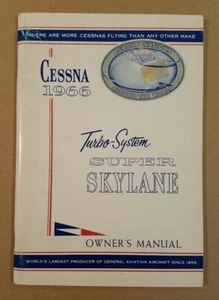 THERE ARE MORE CESSNAS FLYING THAN ANY OTHER MAKE
CESSNA
1966
Turbo-System
SUPER
SKYLANE
OWNER'S MANUAL
WORLD'S LARGEST PRODUCER OF GENERAL AVIATION AIRCRAFT SINCE 1956